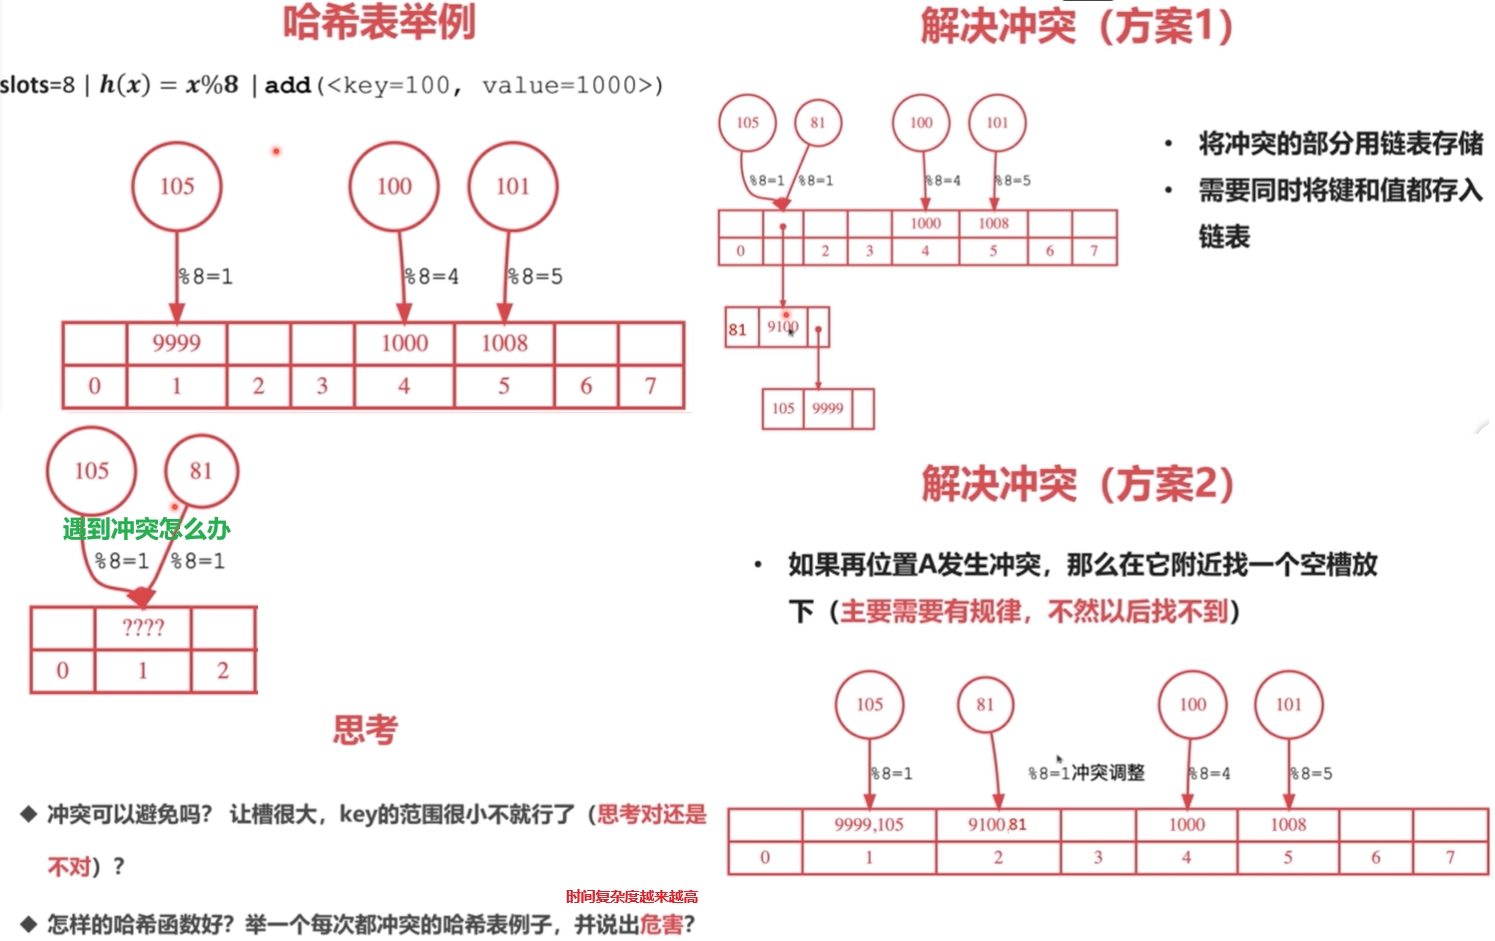 哈希表举例
slots=8 | h(x) = x%8 | add(<key=100, value=1000>)
105 100 101
%8=1 %8=4 %8=5
9999 1000 1008
0 1 2 3 4 5 6 7
105 81
遇到冲突怎么办
%8=1 %8=1
????
0 1 2
思考
◆ 冲突可以避免吗？ 让槽很大，key的范围很小不就行了（思考对还是
不对）？
时间复杂度越来越高
◆ 怎样的哈希函数好？举一个每次都冲突的哈希表例子，并说出危害？
解决冲突（方案1）
105 81 100 101
%8=1 %8=1 %8=4 %8=5
1000 1008
0 2 3 4 5 6 7
81 9100
105 9999
• 将冲突的部分用链表存储
• 需要同时将键和值都存入
链表
解决冲突（方案2）
• 如果再位置A发生冲突，那么在它附近找一个空槽放
下（主要需要有规律，不然以后找不到）
105 81 100 101
%8=1 %8=1冲突调整 %8=4 %8=5
9999,105 9100,81 1000 1008
0 1 2 3 4 5 6 7